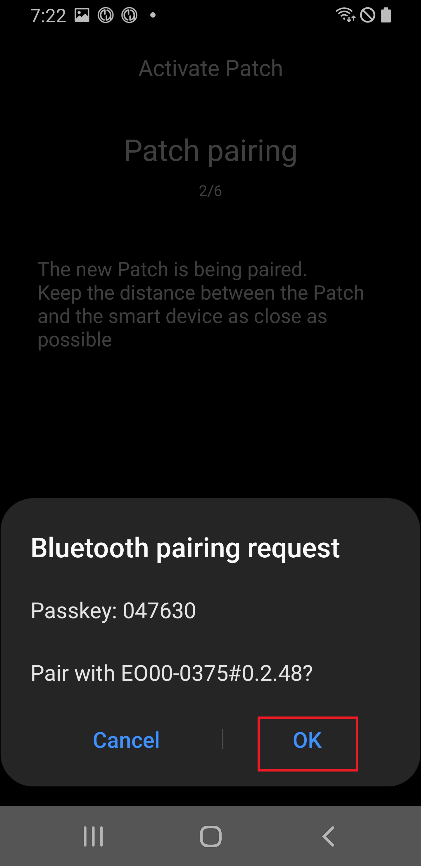 7:22
Activate Patch
Patch pairing
2/6
The new Patch is being paired.
Keep the distance between the Patch
and the smart device as close as
possible
Bluetooth pairing request
Passkey: 047630
Pair with EO00-0375#0.2.48?
Cancel
OK